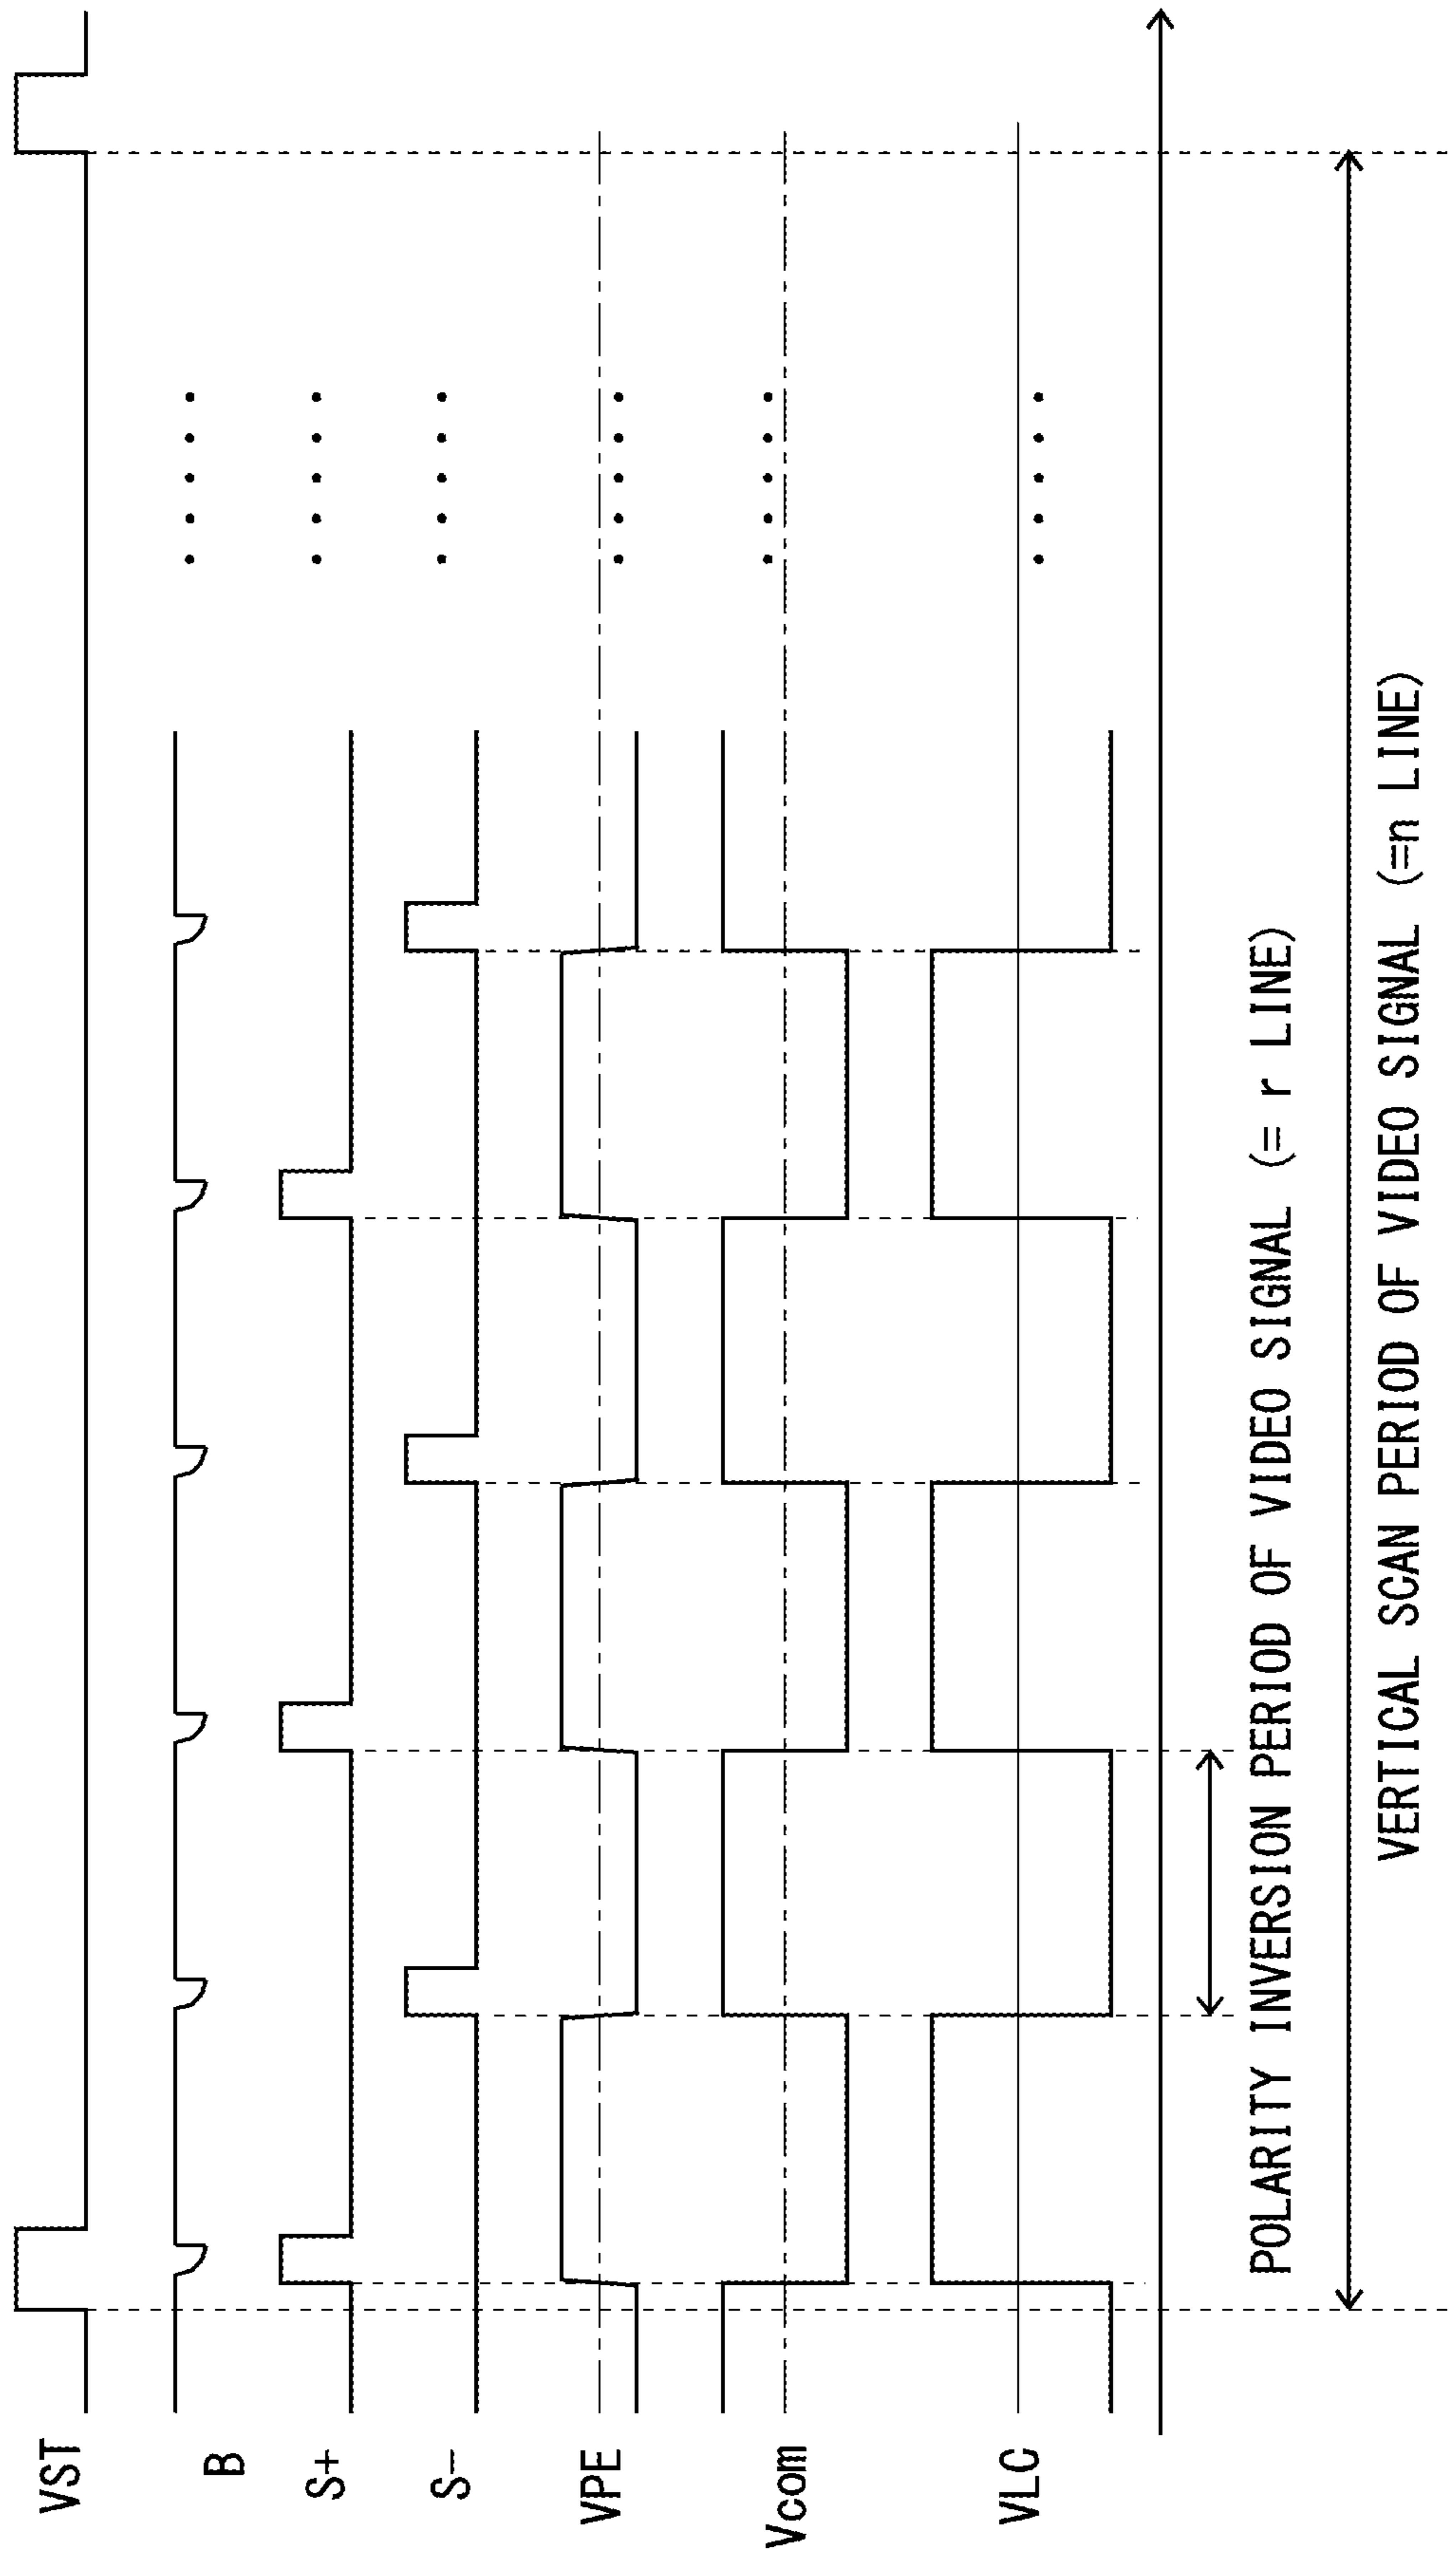 VST
B
S+
S−
VPE
Vcom
VLC
POLARITY INVERSION PERIOD OF VIDEO SIGNAL (= r LINE)
VERTICAL SCAN PERIOD OF VIDEO SIGNAL (=n LINE)